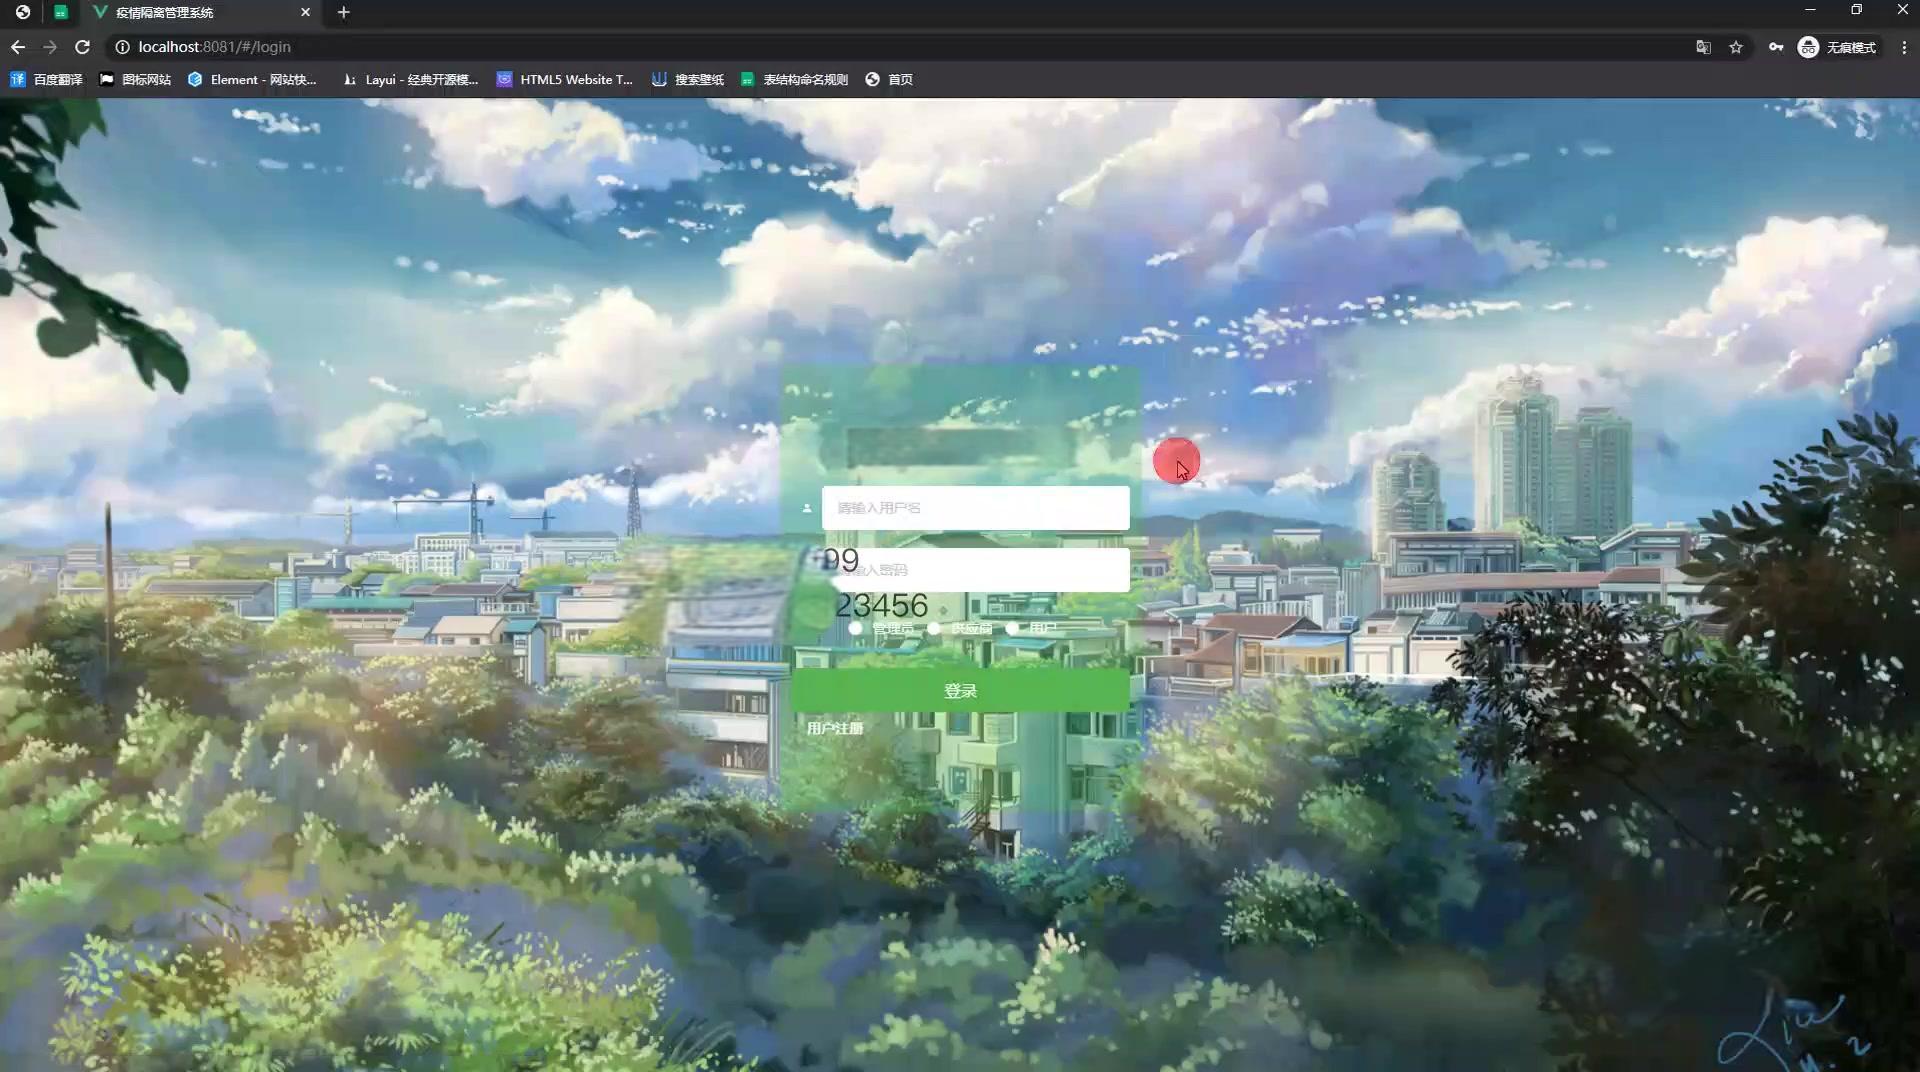 疫情隔离管理系统
localhost:8081/#/login
无痕模式
百度翻译 图标网站 Element - 网站快... Layui - 经典开源模... HTML5 Website T... 搜索壁纸 表结构命名规则 首页
请输入用户名
99
输入密码
23456
管理员 供应商 用户
登录
用户注册